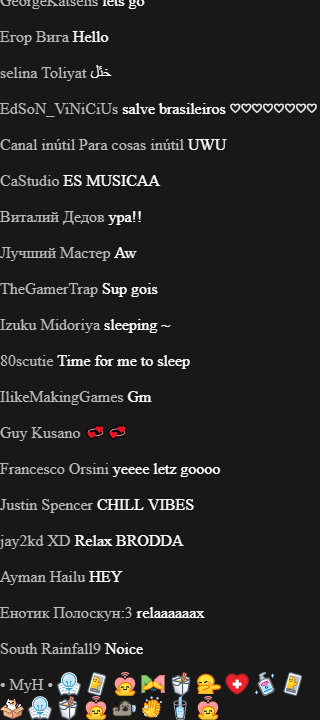 GeorgeKatselis lets go
Егор Вига Hello
selina Toliyat
EdSoN_ViNiCiUs salve brasileiros ♡♡♡♡♡♡♡♡
Canal inútil Para cosas inútil UWU
CaStudio ES MUSICAA
Виталий Дедов ура!!
Лучший Мастер Aw
TheGamerTrap Sup gois
Izuku Midoriya sleeping ~
80scutie Time for me to sleep
IlikeMakingGames Gm
Guy Kusano 💞 💞
Francesco Orsini yeeee letz goooo
Justin Spencer CHILL VIBES
jay2kd XD Relax BRODDA
Ayman Hailu HEY
Енотик Полоскун:3 relaaaaaax
South Rainfall9 Noice
• MyH •